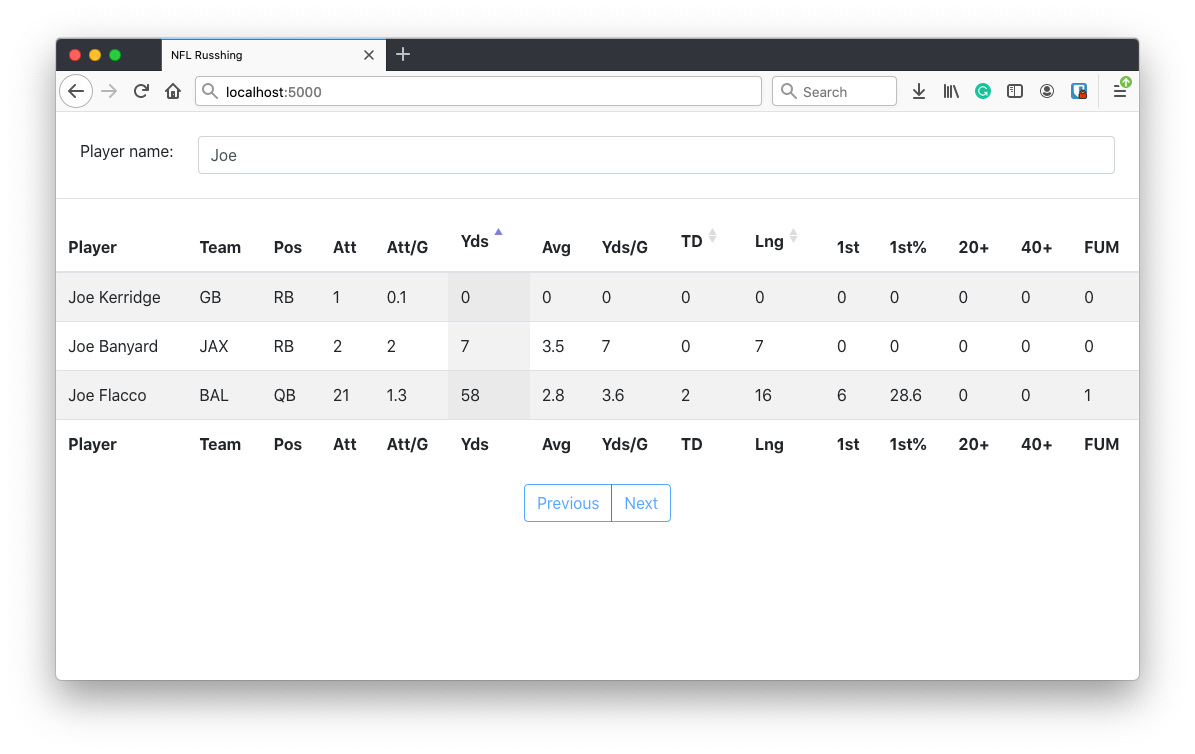 NFL Russhing
localhost:5000 Search
Player name: Joe
Player Team Pos Att Att/G Yds Avg Yds/G TD Lng 1st 1st% 20+ 40+ FUM
Joe Kerridge GB RB 1 0.1 0 0 0 0 0 0 0 0 0 0
Joe Banyard JAX RB 2 2 7 3.5 7 0 7 0 0 0 0 0
Joe Flacco BAL QB 21 1.3 58 2.8 3.6 2 16 6 28.6 0 0 1
Player Team Pos Att Att/G Yds Avg Yds/G TD Lng 1st 1st% 20+ 40+ FUM
Previous Next